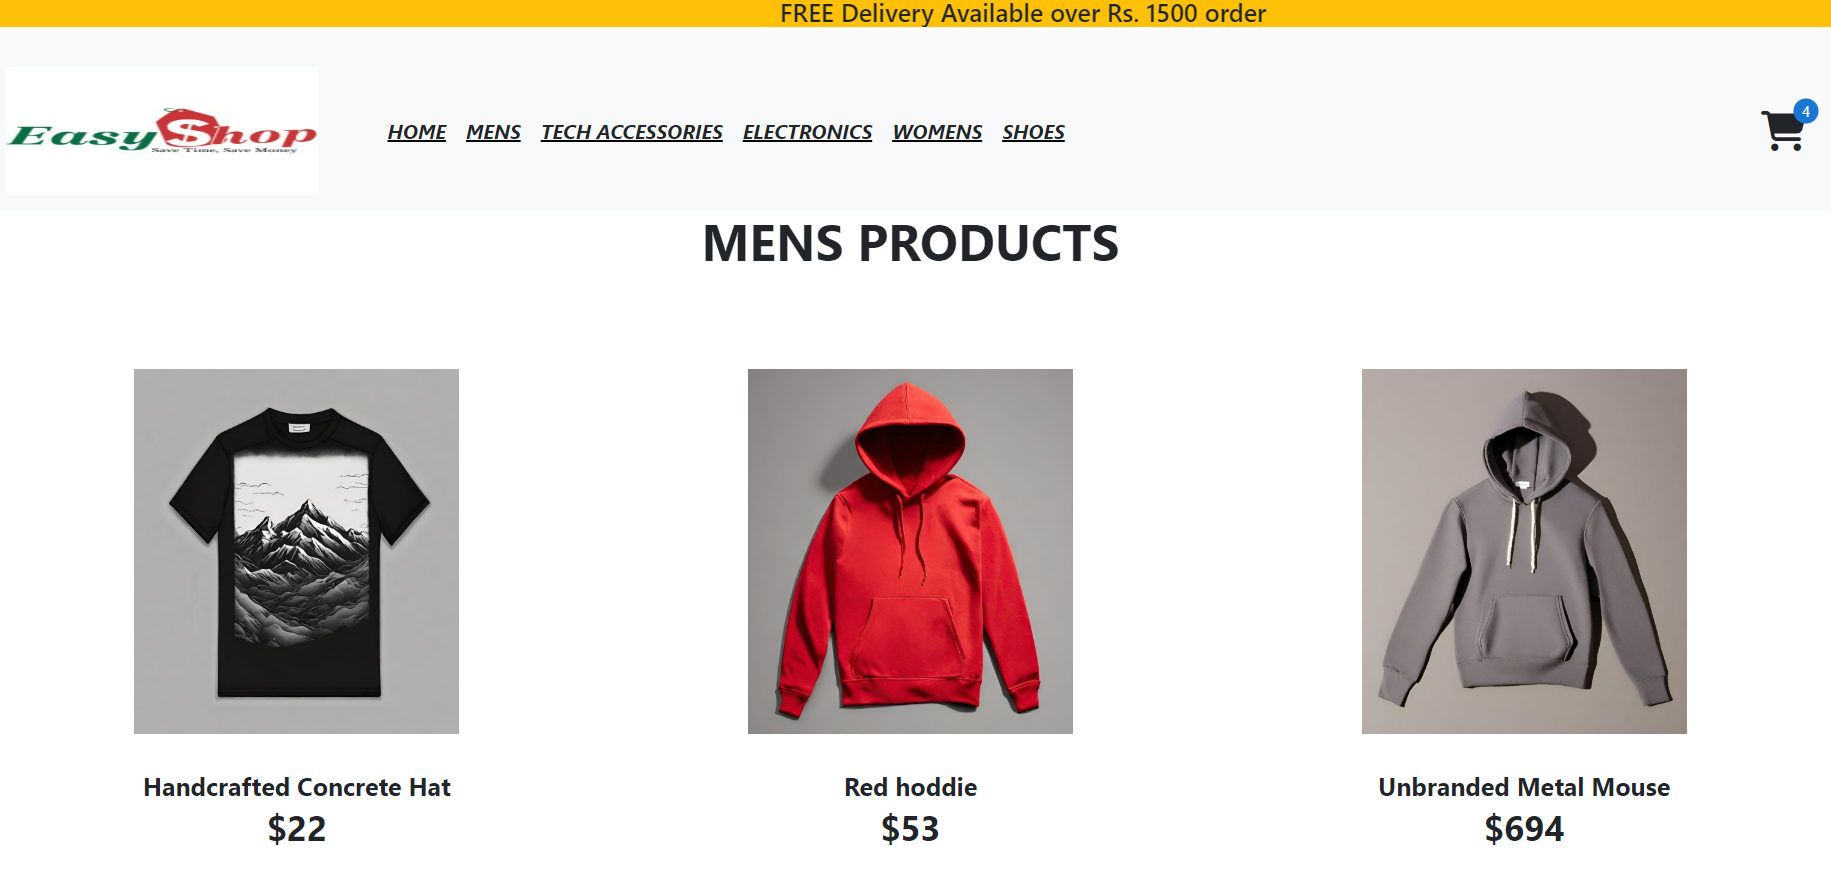 FREE Delivery Available over Rs. 1500 order
EasyShop
Save Time, Save Money
HOME MENS TECH ACCESSORIES ELECTRONICS WOMENS SHOES
4
MENS PRODUCTS
Handcrafted Concrete Hat
$22
Red hoddie
$53
Unbranded Metal Mouse
$694